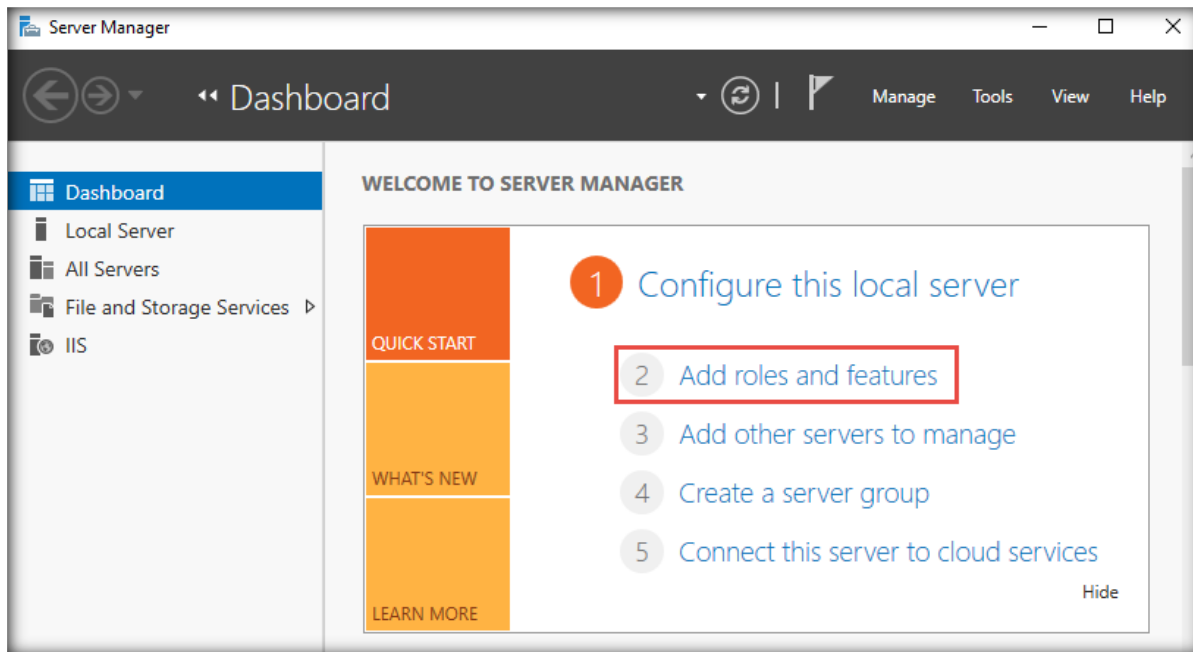 Server Manager
Dashboard
Manage Tools View Help
Dashboard
Local Server
All Servers
File and Storage Services
IIS
WELCOME TO SERVER MANAGER
QUICK START
WHAT'S NEW
LEARN MORE
1 Configure this local server
2 Add roles and features
3 Add other servers to manage
4 Create a server group
5 Connect this server to cloud services
Hide